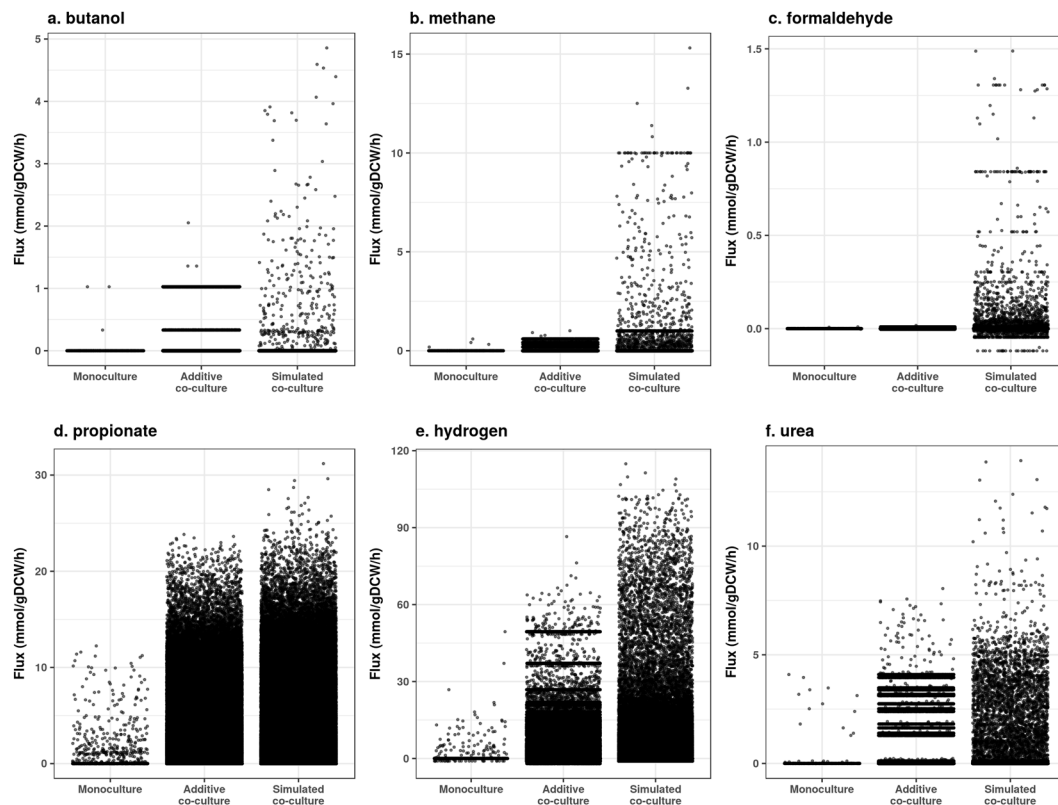 a. butanol
Flux (mmol/gDCW/h)
5
4
3
2
1
0
Monoculture
Additive
co-culture
Simulated
co-culture
b. methane
Flux (mmol/gDCW/h)
15
10
5
0
Monoculture
Additive
co-culture
Simulated
co-culture
c. formaldehyde
Flux (mmol/gDCW/h)
1.5
1.0
0.5
0.0
Monoculture
Additive
co-culture
Simulated
co-culture
d. propionate
Flux (mmol/gDCW/h)
30
20
10
0
Monoculture
Additive
co-culture
Simulated
co-culture
e. hydrogen
Flux (mmol/gDCW/h)
120
90
60
30
0
Monoculture
Additive
co-culture
Simulated
co-culture
f. urea
Flux (mmol/gDCW/h)
10
5
0
Monoculture
Additive
co-culture
Simulated
co-culture